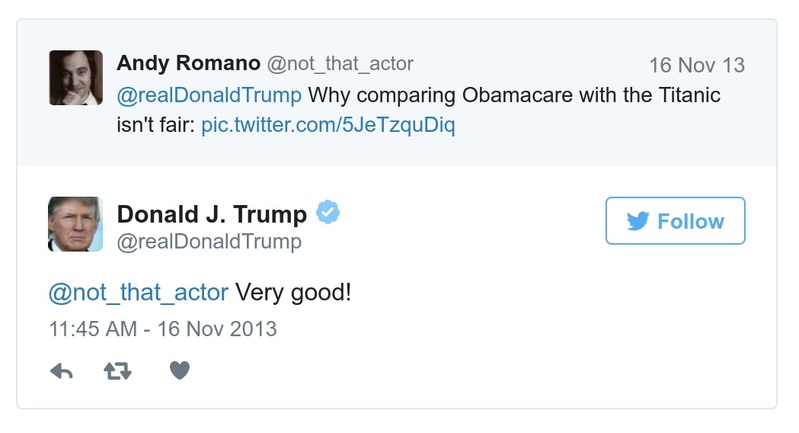 Andy Romano @not_that_actor 16 Nov 13
@realDonaldTrump Why comparing Obamacare with the Titanic
isn't fair: pic.twitter.com/5JeTzquDiq
Donald J. Trump
Follow
@realDonaldTrump
@not_that_actor Very good!
11:45 AM - 16 Nov 2013